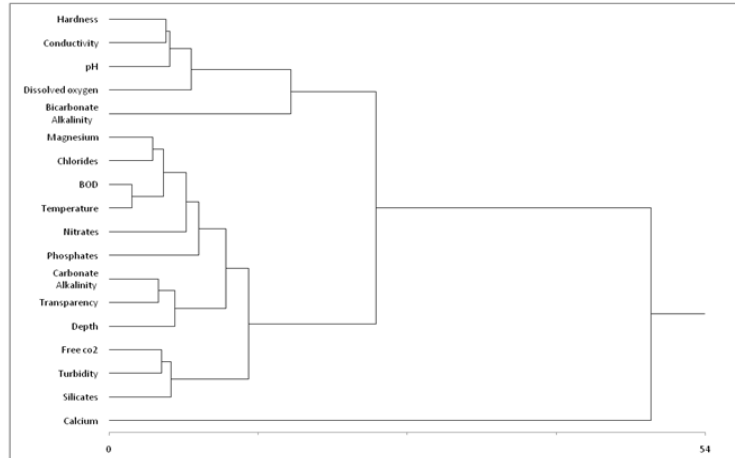 Hardness
Conductivity
pH
Dissolved oxygen
Bicarbonate
Alkalinity
Magnesium
Chlorides
BOD
Temperature
Nitrates
Phosphates
Carbonate
Alkalinity
Transparency
Depth
Free co2
Turbidity
Silicates
Calcium
0 54